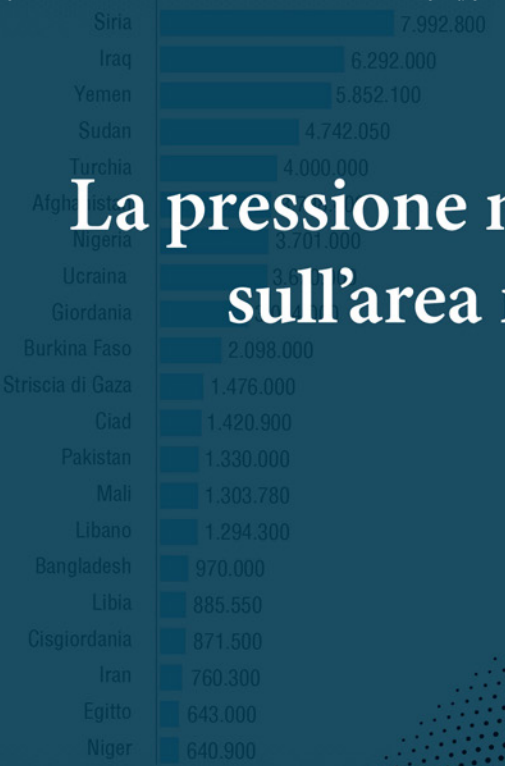 Siria 7.992.800
Iraq 6.292.000
Yemen 5.852.100
Sudan 4.742.050
Turchia 4.000.000
La pressione
Nigeria 3.701.000
Ucraina
sull’area
Giordania
Burkina Faso 2.098.000
Striscia di Gaza 1.476.000
Ciad 1.420.900
Pakistan 1.330.000
Mali 1.303.780
Libano 1.294.300
Bangladesh 970.000
Libia 885.550
Cisgiordania 871.500
Iran 760.300
Egitto 643.000
Niger 640.900